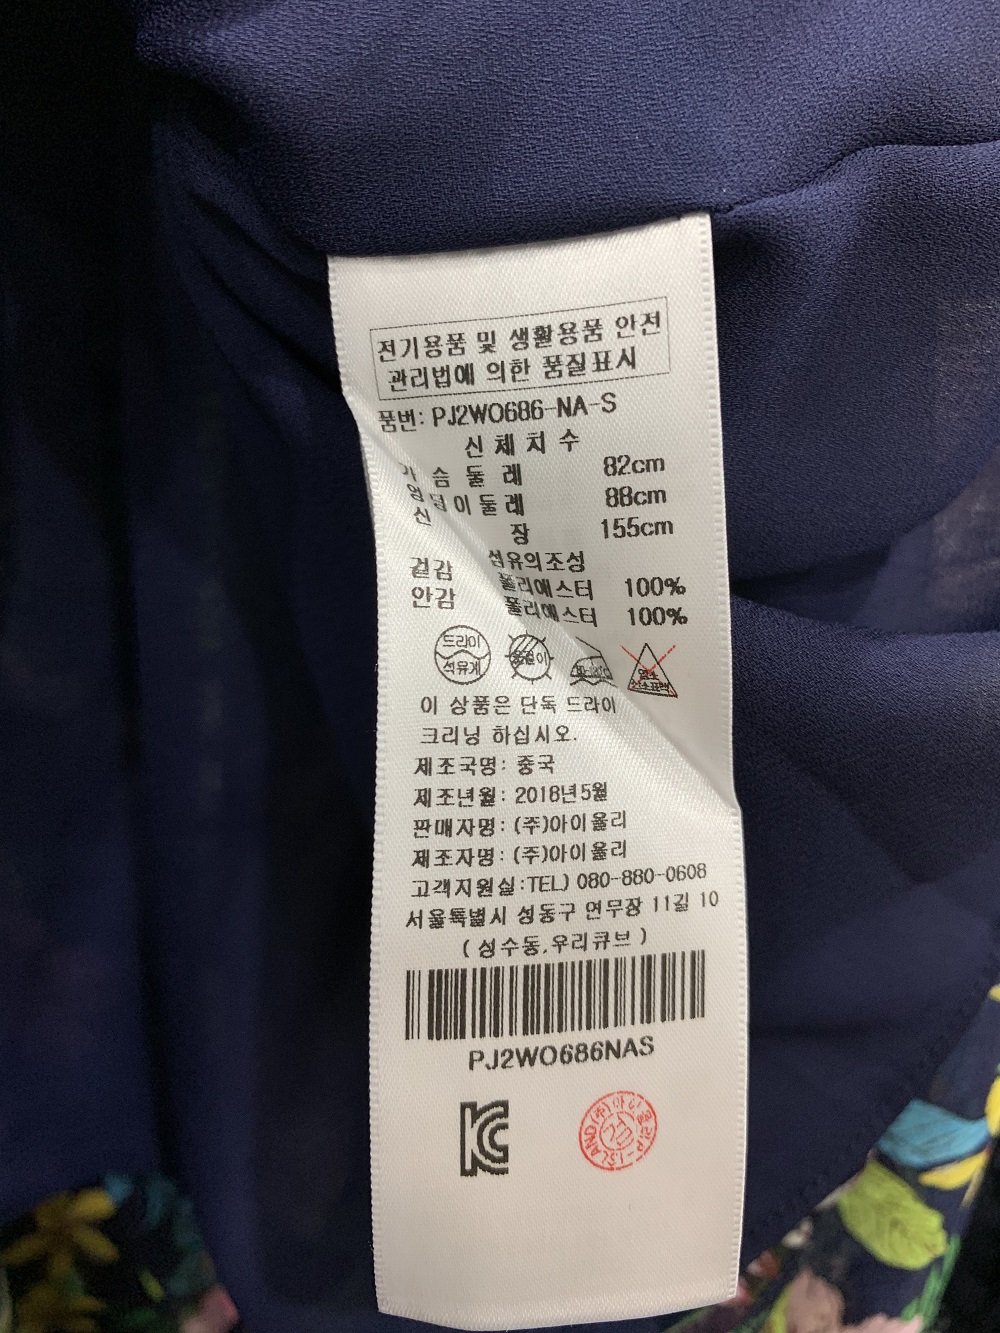 전기용품 및 생활용품 안전
관리법에 의한 품질표시
품번: PJ2WO686-NA-S
신체치수
가슴둘레 82cm
엉덩이둘레 88cm
신장 155cm
섬유의조성
겉감 폴리에스터 100%
안감 폴리에스터 100%
드라이
석유계
이 상품은 단독 드라이
크리닝 하십시오.
제조국명: 중국
제조년월: 2018년5월
판매자명: (주)아이올리
제조자명: (주)아이올리
고객지원실:TEL) 080-880-0608
서울특별시 성동구 연무장 11길 10
(성수동,우리큐브)
PJ2WO686NAS
KC
(주)아이올리 ISLAND